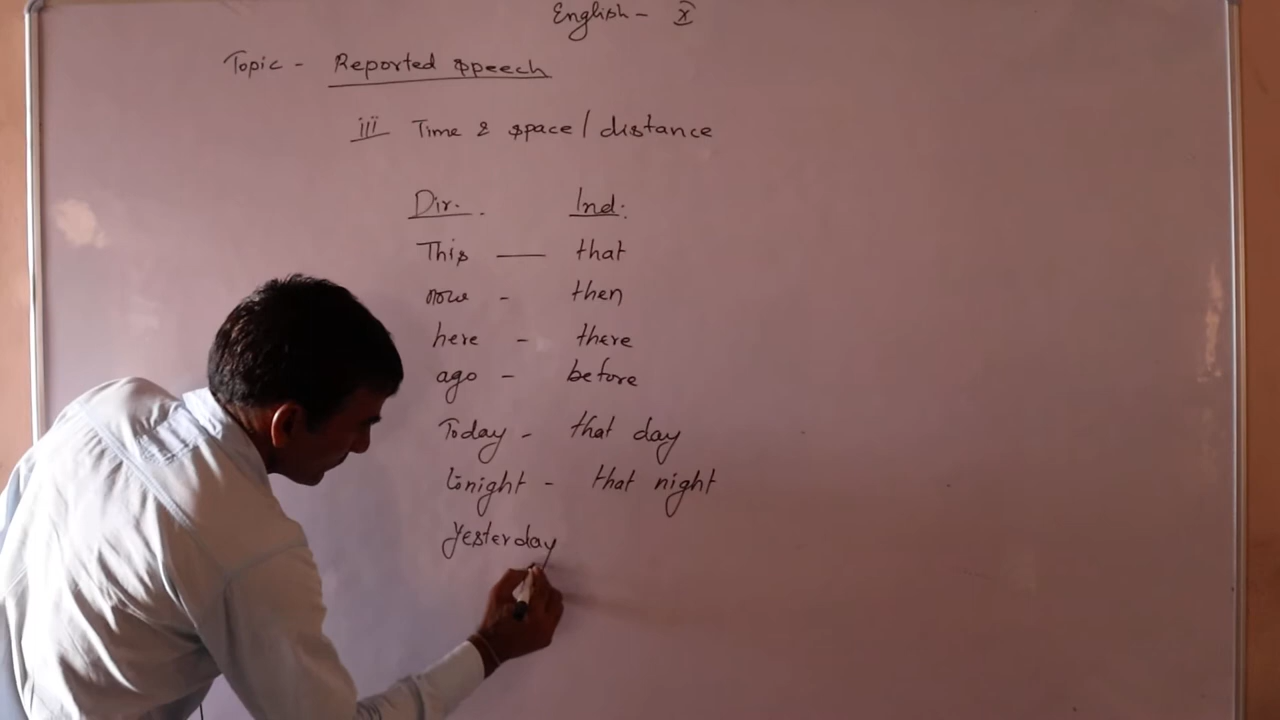 English - X
Topic - Reported speech
iii Time & space / distance
Dir. Ind.
This — that
now - then
here - there
ago - before
Today - that day
tonight - that night
yesterday